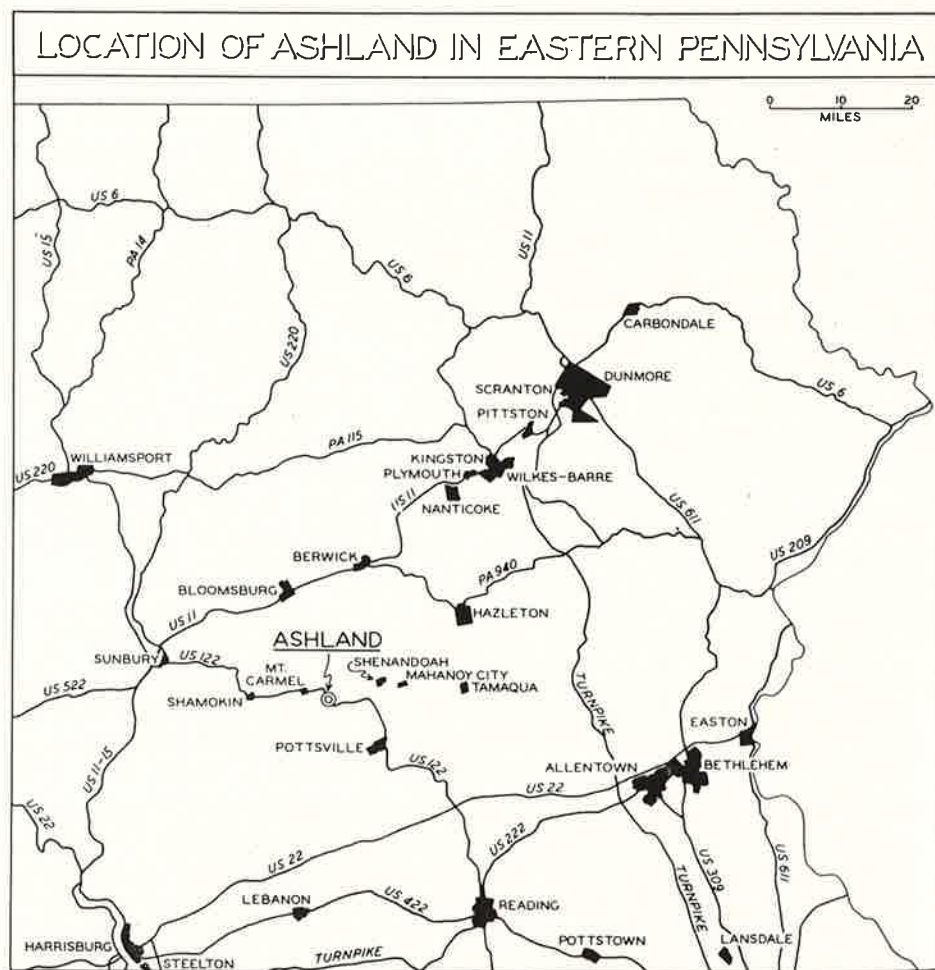 LOCATION OF ASHLAND IN EASTERN PENNSYLVANIA
0 10 20
MILES
US 6
US 15
PA 14
US 11
US 6
US 220
CARBONDALE
DUNMORE
SCRANTON
US 6
PITTSTON
PA 115
KINGSTON
WILLIAMSPORT
US 220
PLYMOUTH
WILKES-BARRE
NANTICOKE
US 11
US 611
US 209
BERWICK
PA 940
BLOOMSBURG
HAZLETON
US 11
ASHLAND
SUNBURY
US 122
MT.
CARMEL
SHENANDOAH
MAHANOY CITY
TAMAQUA
US 522
SHAMOKIN
TURNPIKE
EASTON
POTTSVILLE
US 11-15
US 122
ALLENTOWN
BETHLEHEM
US 22
US 22
US 222
US 22
US 309
US 611
TURNPIKE
LEBANON
US 422
READING
HARRISBURG
STEELTON
TURNPIKE
POTTSTOWN
LANSDALE